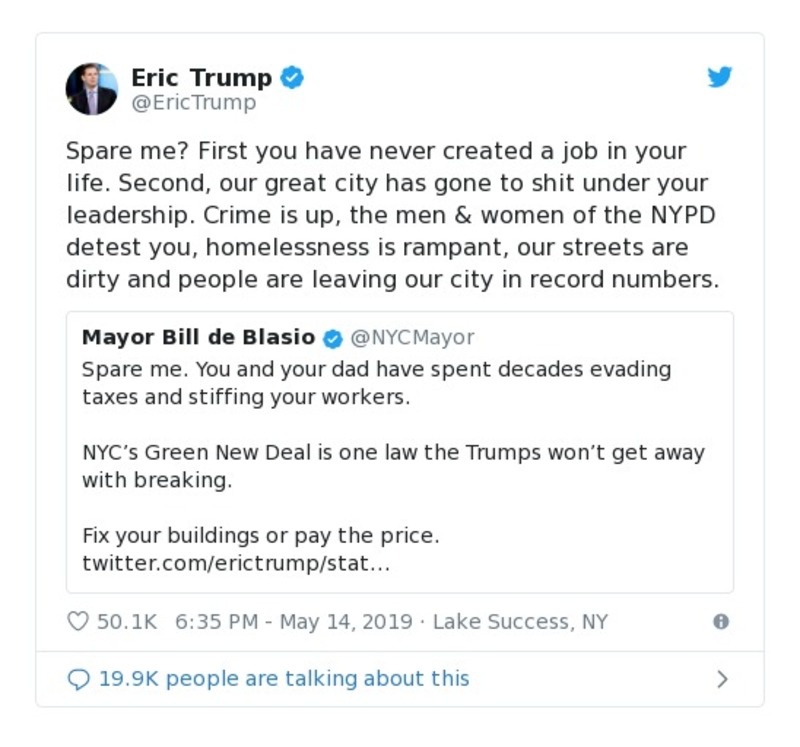 Eric Trump
@EricTrump
Spare me? First you have never created a job in your
life. Second, our great city has gone to shit under your
leadership. Crime is up, the men & women of the NYPD
detest you, homelessness is rampant, our streets are
dirty and people are leaving our city in record numbers.
Mayor Bill de Blasio @NYCMayor
Spare me. You and your dad have spent decades evading
taxes and stiffing your workers.
NYC’s Green New Deal is one law the Trumps won’t get away
with breaking.
Fix your buildings or pay the price.
twitter.com/erictrump/stat…
50.1K 6:35 PM - May 14, 2019 · Lake Success, NY
19.9K people are talking about this